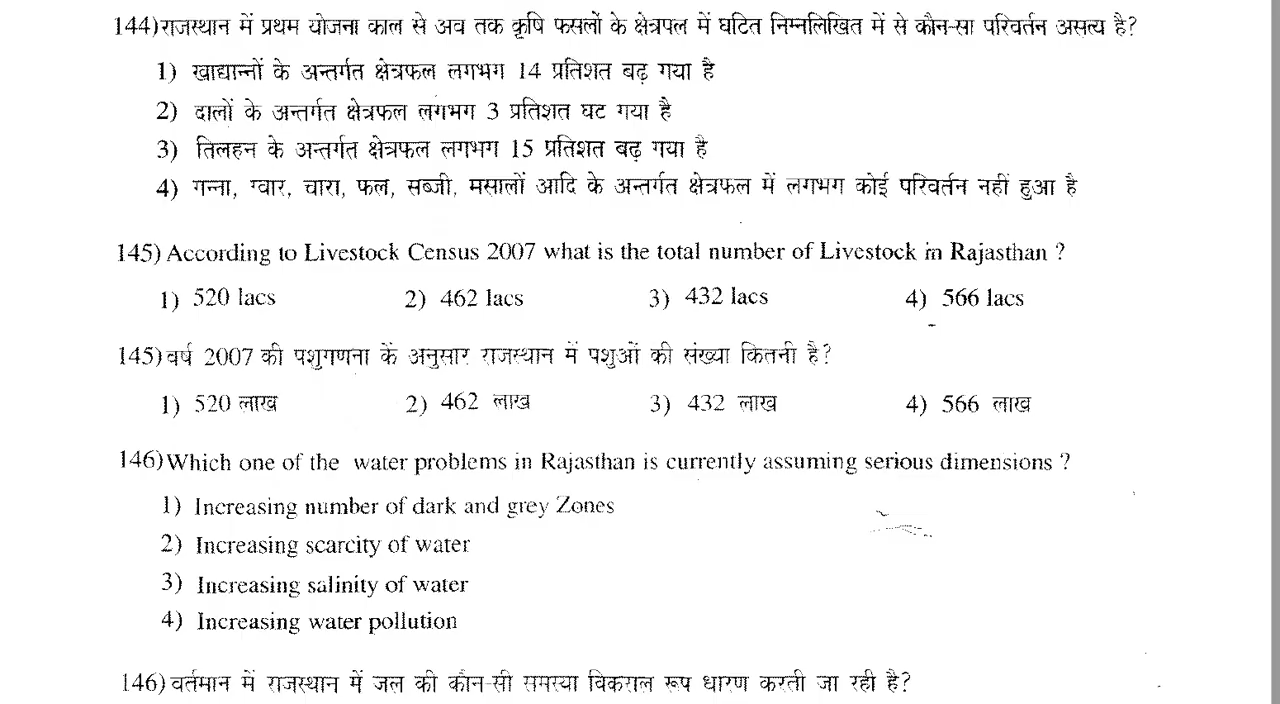 144) राजस्थान में प्रथम योजना काल से अब तक कृषि फसलों के क्षेत्रपल में घटित निम्नलिखित में से कौन-सा परिवर्तन असत्य है?
1) खाद्यान्नों के अन्तर्गत क्षेत्रफल लगभग 14 प्रतिशत बढ़ गया है
2) दालों के अन्तर्गत क्षेत्रफल लगभग 3 प्रतिशत घट गया है
3) तिलहन के अन्तर्गत क्षेत्रफल लगभग 15 प्रतिशत बढ़ गया है
4) गन्ना, ग्वार, चारा, फल, सब्जी, मसालों आदि के अन्तर्गत क्षेत्रफल में लगभग कोई परिवर्तन नहीं हुआ है
145) According to Livestock Census 2007 what is the total number of Livestock in Rajasthan ?
1) 520 lacs 2) 462 lacs 3) 432 lacs 4) 566 lacs
145) वर्ष 2007 की पशुगणना कें अनुसार राजस्थान में पशुओं की संख्या कितनी है?
1) 520 लाख 2) 462 लाख 3) 432 लाख 4) 566 लाख
146) Which one of the water problems in Rajasthan is currently assuming serious dimensions ?
1) Increasing number of dark and grey Zones
2) Increasing scarcity of water
3) Increasing salinity of water
4) Increasing water pollution
146) वर्तमान में राजस्थान में जल की कौन-सी समस्या विकराल रूप धारण करती जा रही है?